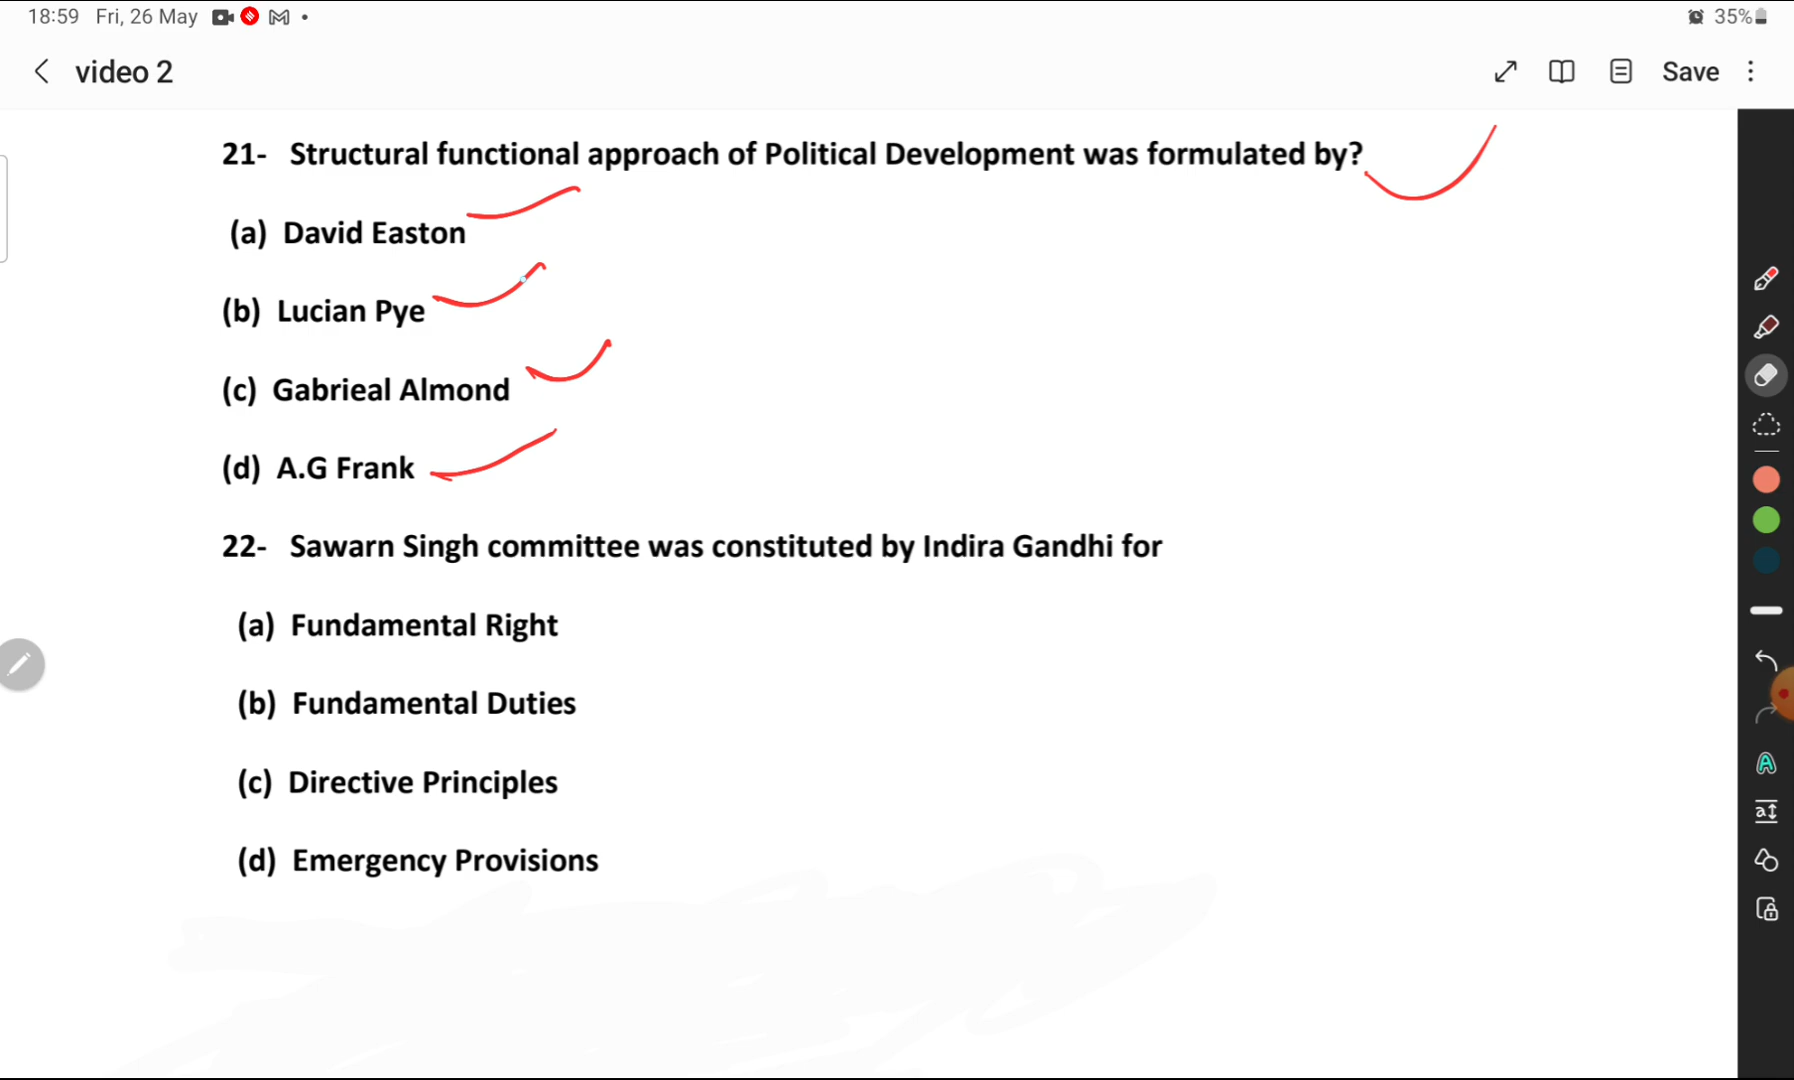 18:59 Fri, 26 May 35%
video 2 Save
21- Structural functional approach of Political Development was formulated by?
(a) David Easton
(b) Lucian Pye
(c) Gabrieal Almond
(d) A.G Frank
22- Sawarn Singh committee was constituted by Indira Gandhi for
(a) Fundamental Right
(b) Fundamental Duties
(c) Directive Principles
(d) Emergency Provisions